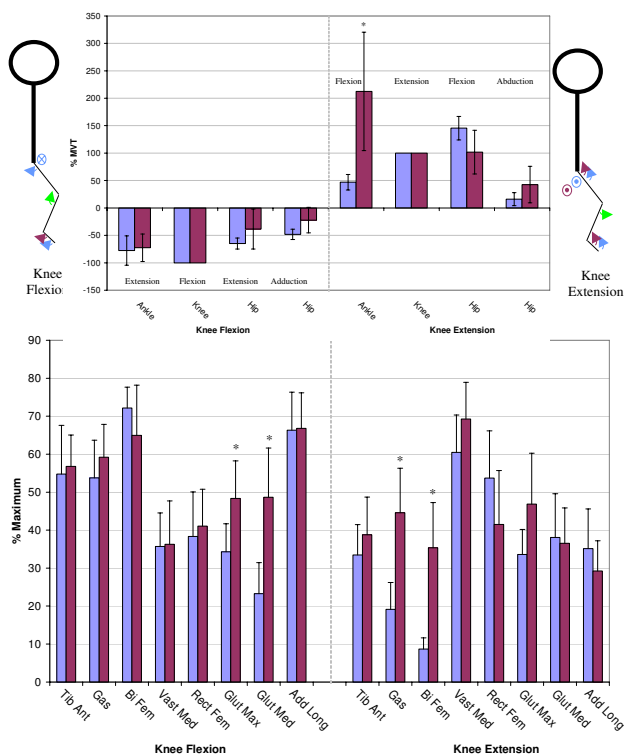 350
300
250
200
150
100
50
0
-50
-100
-150
% MVT
*
Flexion
Extension
Flexion
Abduction
Extension
Flexion
Extension
Adduction
Ankle
Knee
Hip
Hip
Ankle
Knee
Hip
Hip
Knee Flexion
Knee Extension
Knee
Flexion
Knee
Extension
90
80
70
60
50
40
30
20
10
0
% Maximum
* *
* *
Tib Ant
Gas
Bi Fem
Vast Med
Rect Fem
Glut Max
Glut Med
Add Long
Tib Ant
Gas
Bi Fem
Vast Med
Rect Fem
Glut Max
Glut Med
Add Long
Knee Flexion
Knee Extension